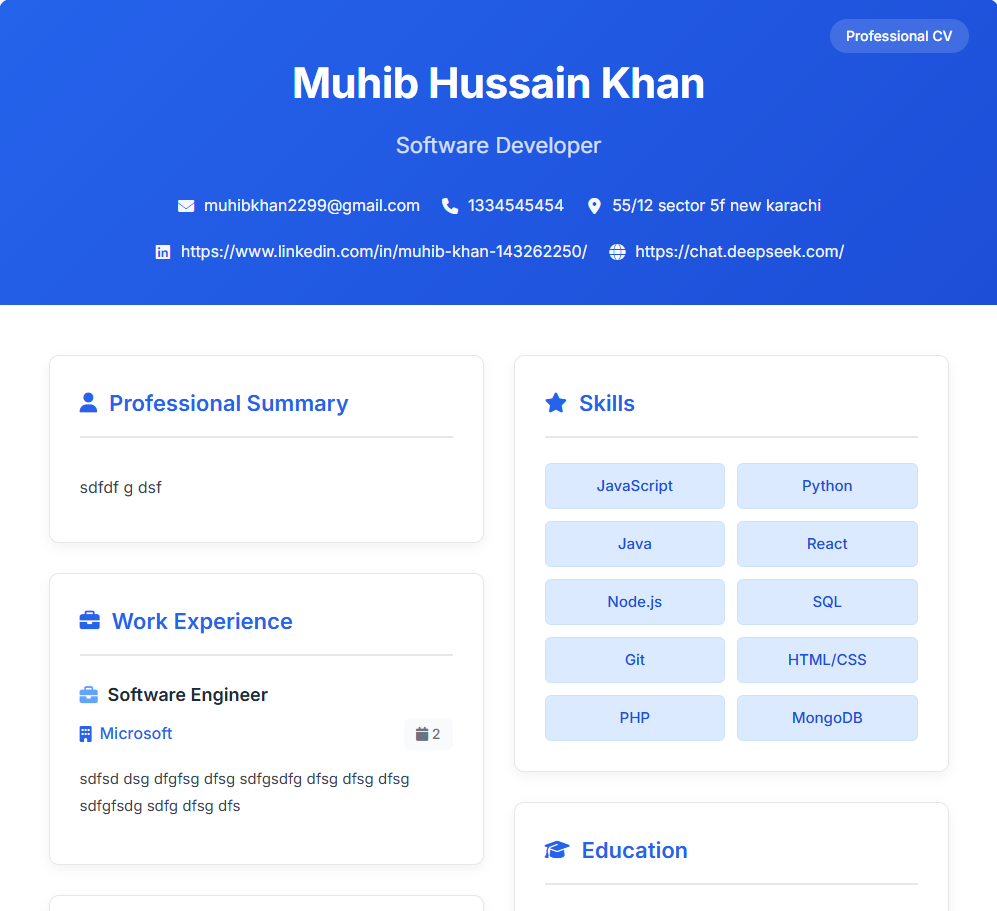 Professional CV
Muhib Hussain Khan
Software Developer
muhibkhan2299@gmail.com 1334545454 55/12 sector 5f new karachi
https://www.linkedin.com/in/muhib-khan-143262250/ https://chat.deepseek.com/
Professional Summary
sdfdf g dsf
Work Experience
Software Engineer
Microsoft 2
sdfsd dsg dfgfsg dfsg sdfgsdfg dfsg dfsg dfsg
sdfgfsdg sdfg dfsg dfs
Skills
JavaScript Python
Java React
Node.js SQL
Git HTML/CSS
PHP MongoDB
Education